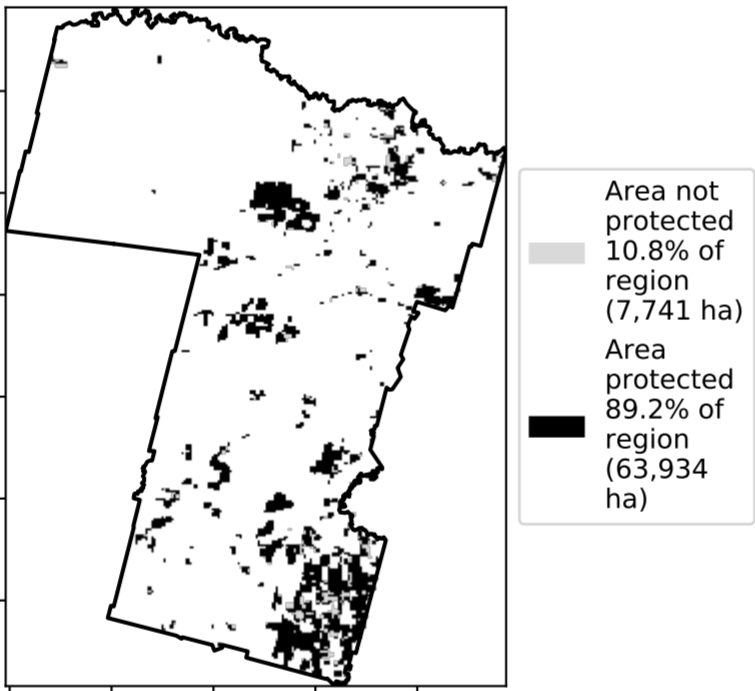 Area not
protected
10.8% of
region
(7,741 ha)
Area
protected
89.2% of
region
(63,934
ha)